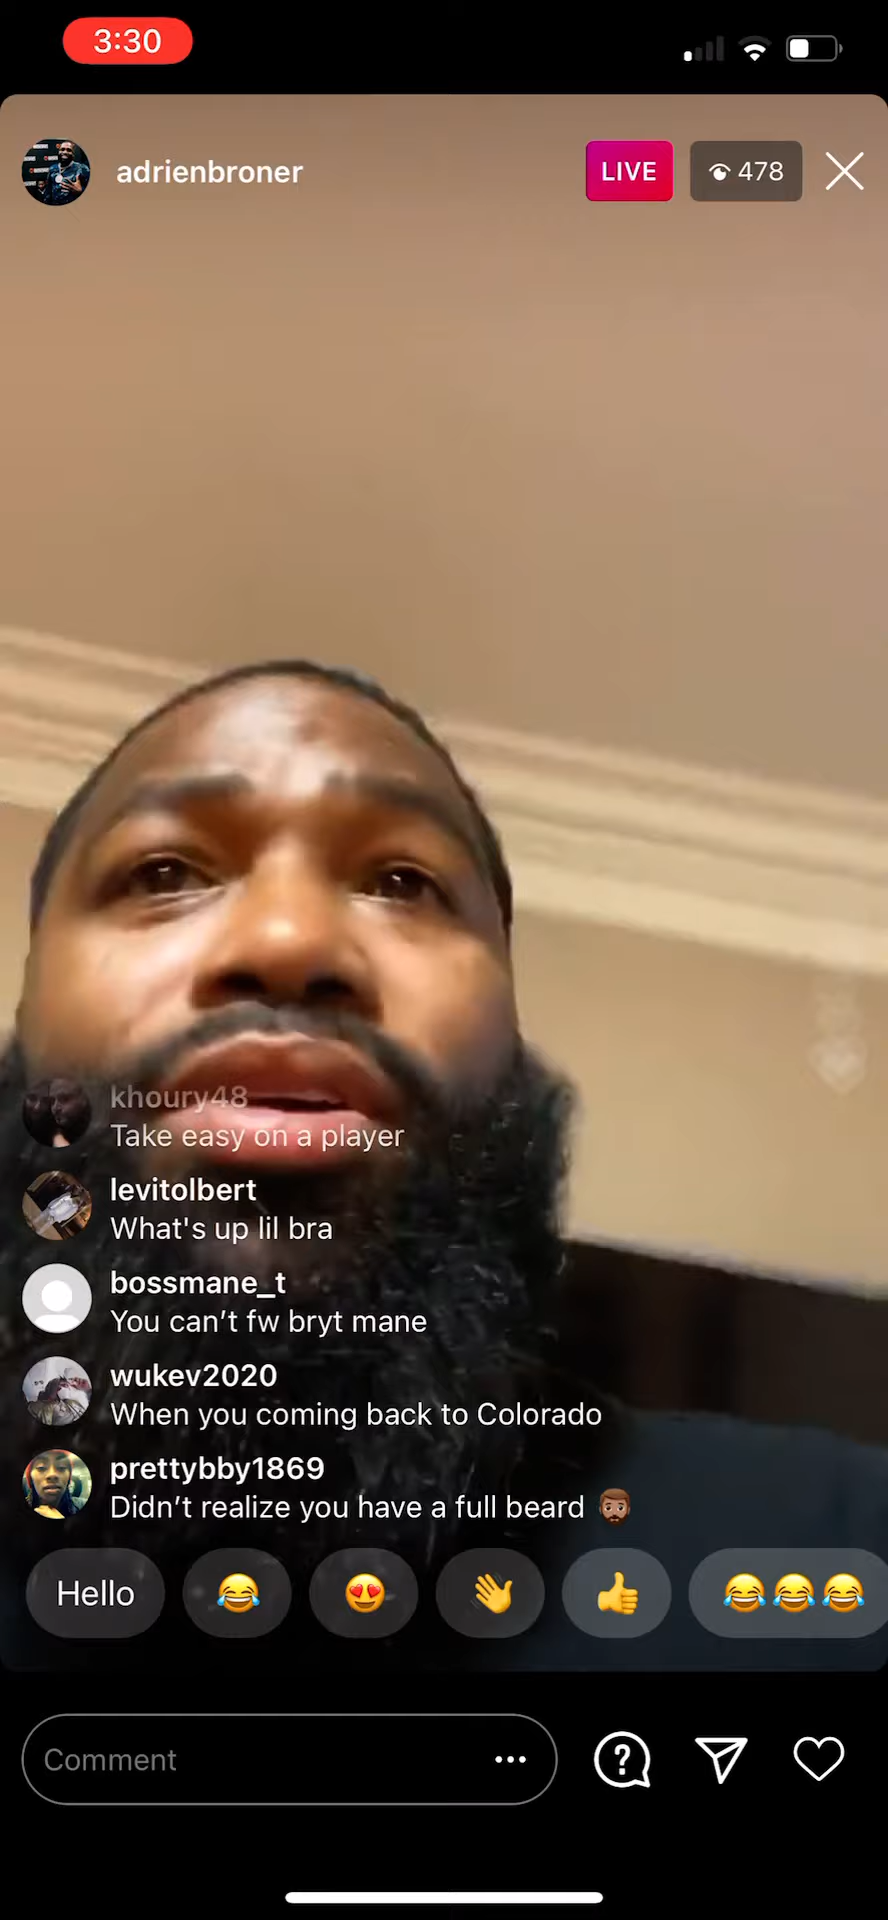 3:30
adrienbroner
LIVE
478
khoury48
Take easy on a player
levitolbert
What's up lil bra
bossmane_t
You can’t fw bryt mane
wukev2020
When you coming back to Colorado
prettybby1869
Didn’t realize you have a full beard 🧔🏽
Hello 😂 😍 👋 👍 😂😂😂
Comment